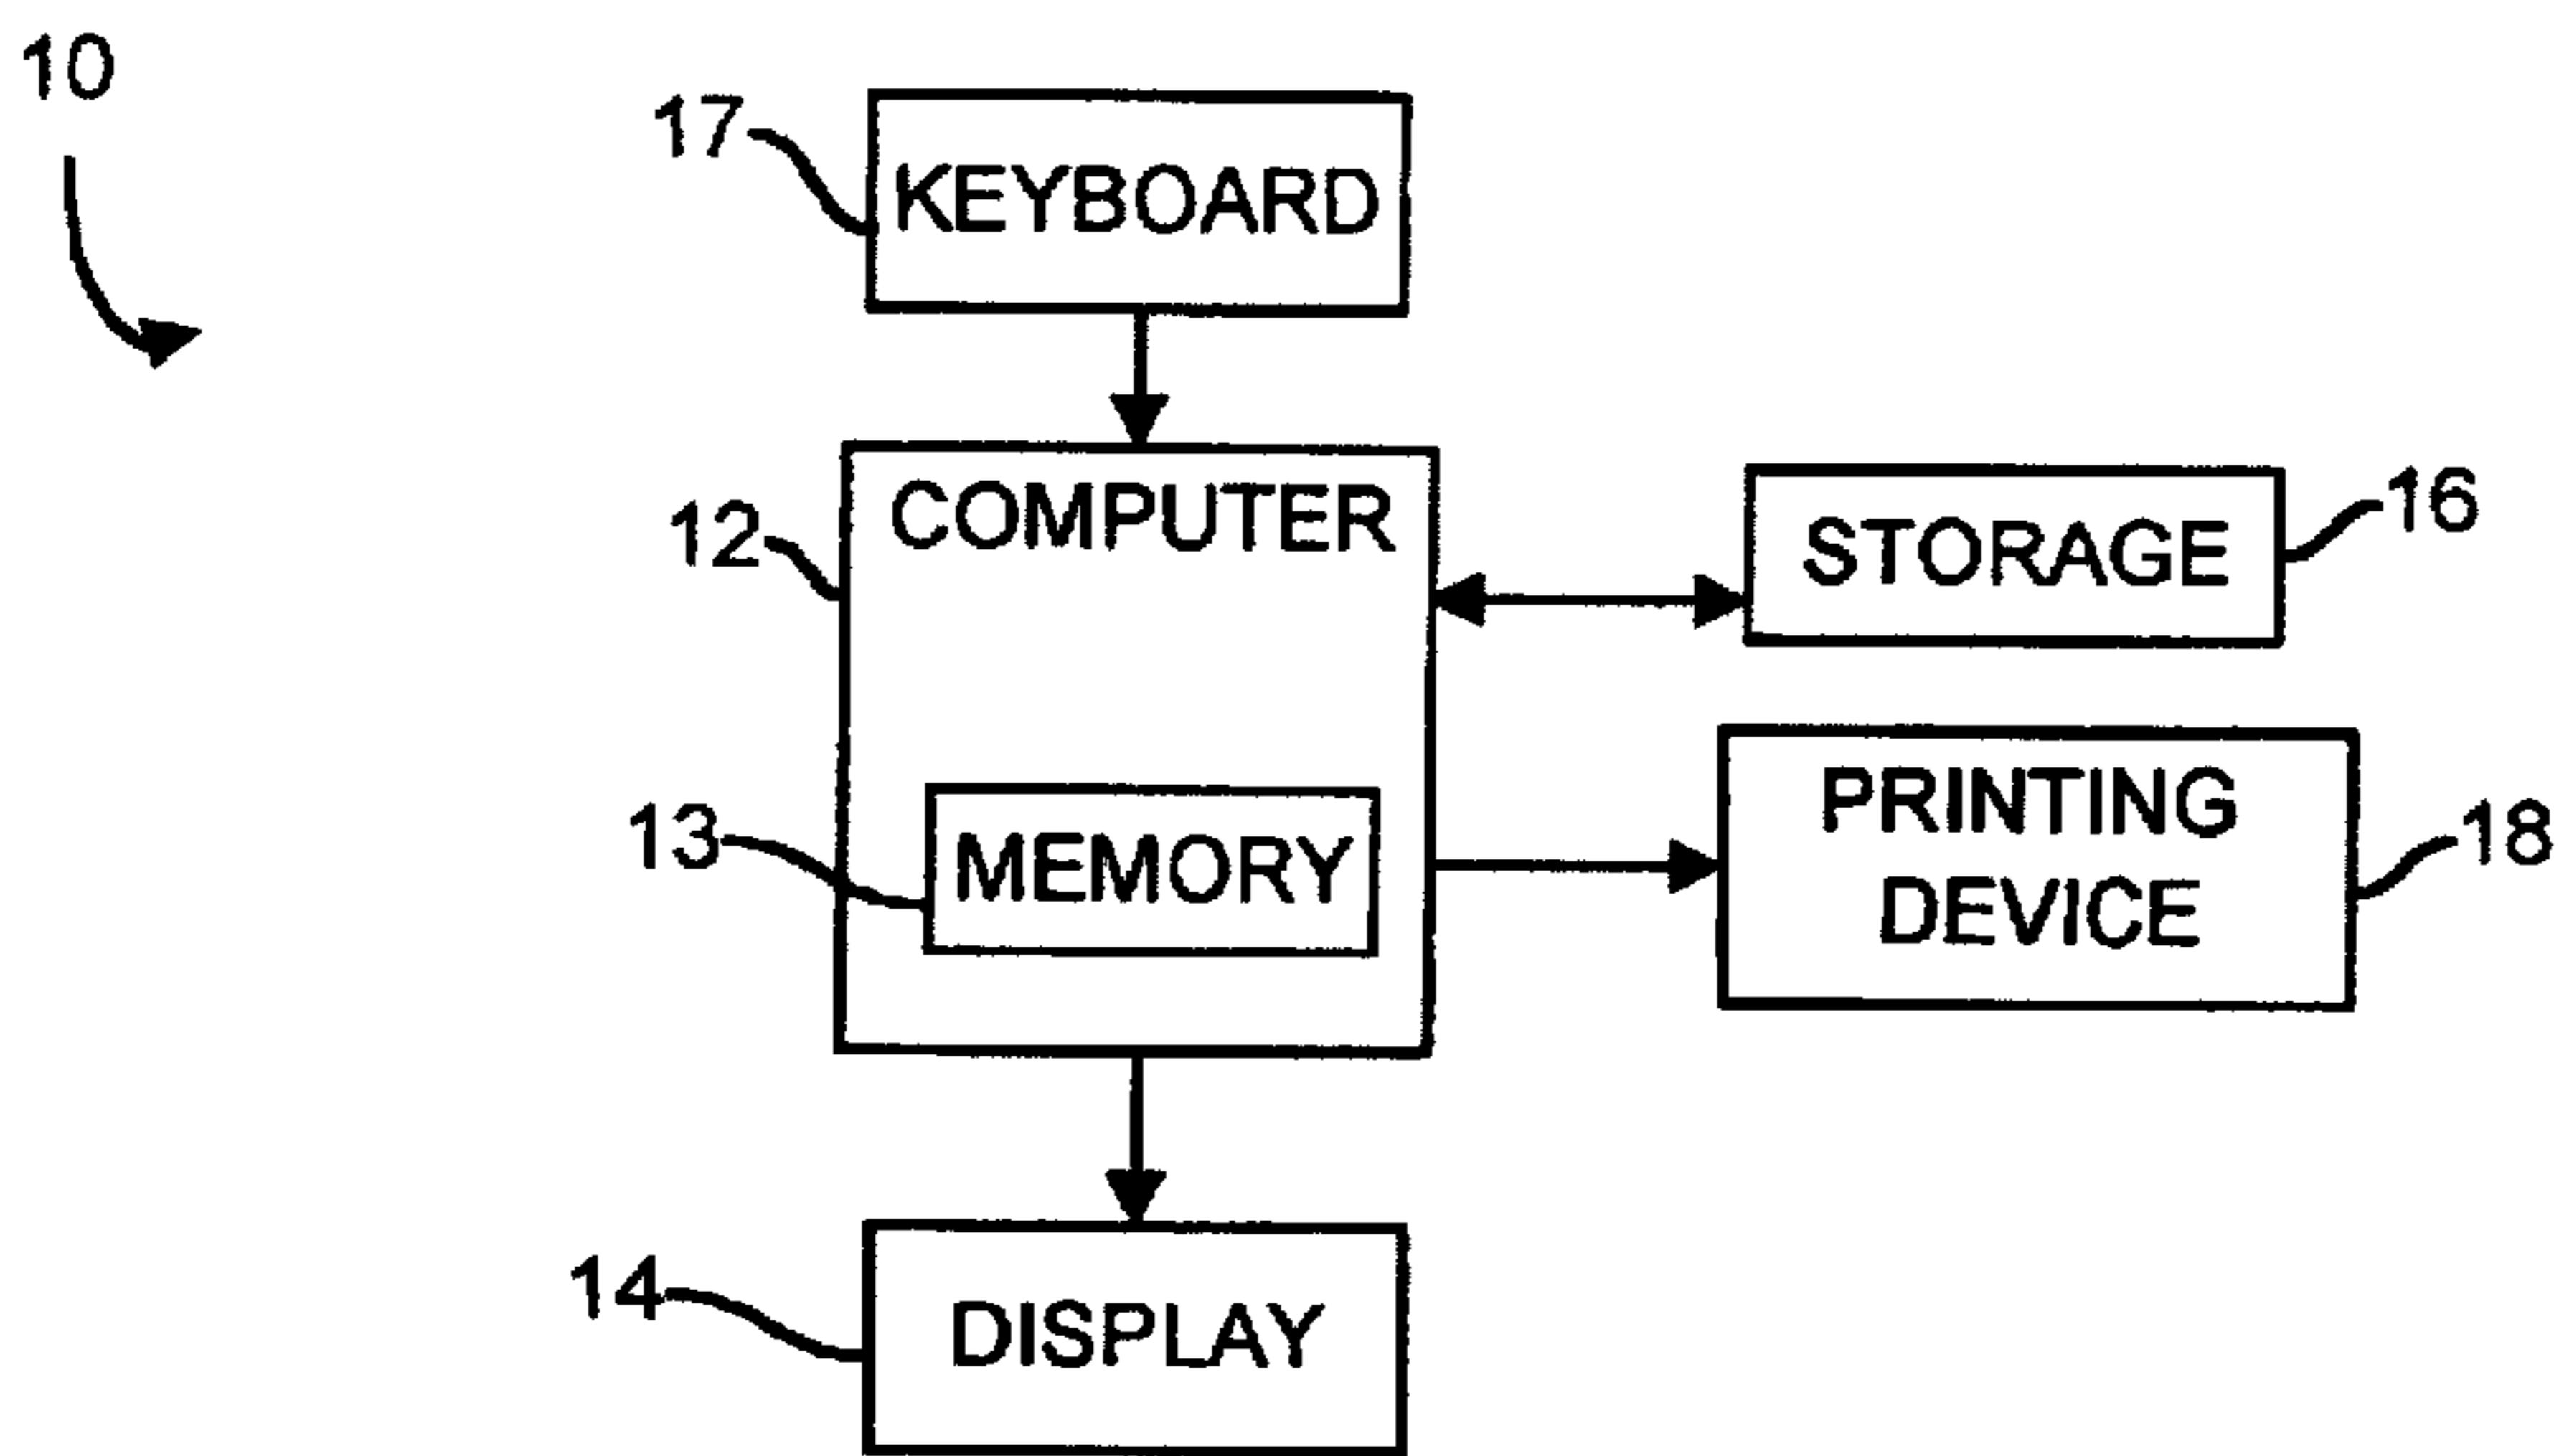 10
17
KEYBOARD
12
COMPUTER
STORAGE
16
13
MEMORY
PRINTING
DEVICE
18
14
DISPLAY